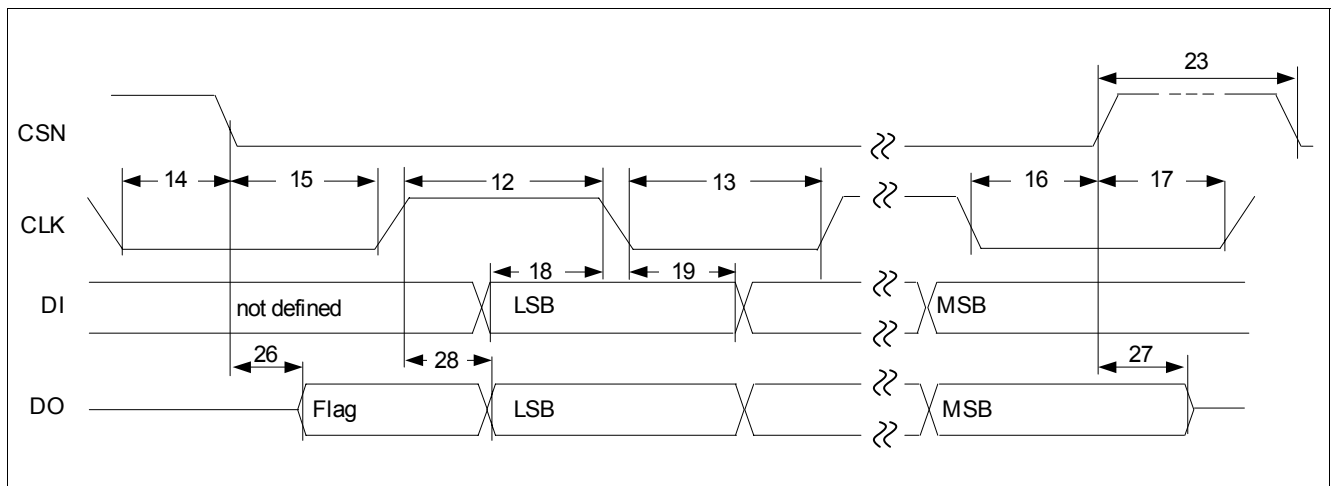 23
CSN
14 15 12 13 16 17
CLK
18 19
DI not defined LSB MSB
26 28 27
DO Flag LSB MSB